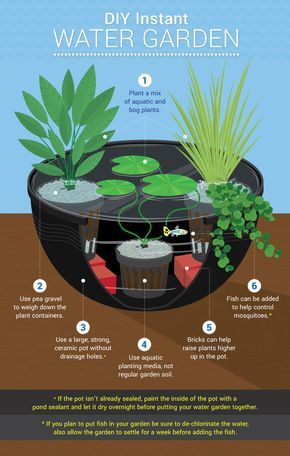 DIY Instant
WATER GARDEN
1
Plant a mix
of aquatic and
bog plants.
2
Use pea gravel
to weigh down the
plant containers.
3
Use a large, strong,
ceramic pot without
drainage holes.*
4
Use aquatic
planting media, not
regular garden soil.
5
Bricks can help
raise plants higher
up in the pot.
6
Fish can be added
to help control
mosquitoes.*
* If the pot isn't already sealed, paint the inside of the pot with a
pond sealant and let it dry overnight before putting your water garden together.
* If you plan to put fish in your garden be sure to de-chlorinate the water,
also allow the garden to settle for a week before adding the fish.